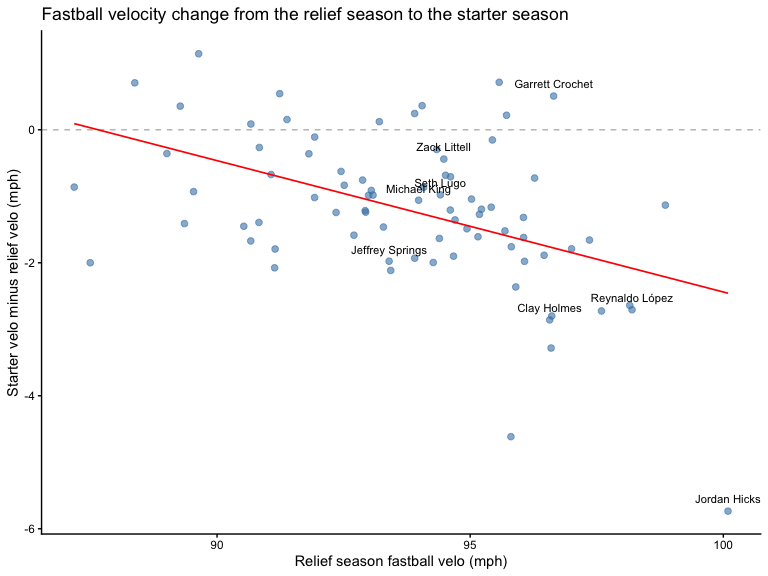 Fastball velocity change from the relief season to the starter season
Garrett Crochet
0
Zack Littell
Seth Lugo
Michael King
Jeffrey Springs
-2
Reynaldo López
Clay Holmes
-4
Jordan Hicks
-6
90
95
100
Relief season fastball velo (mph)
Starter velo minus relief velo (mph)